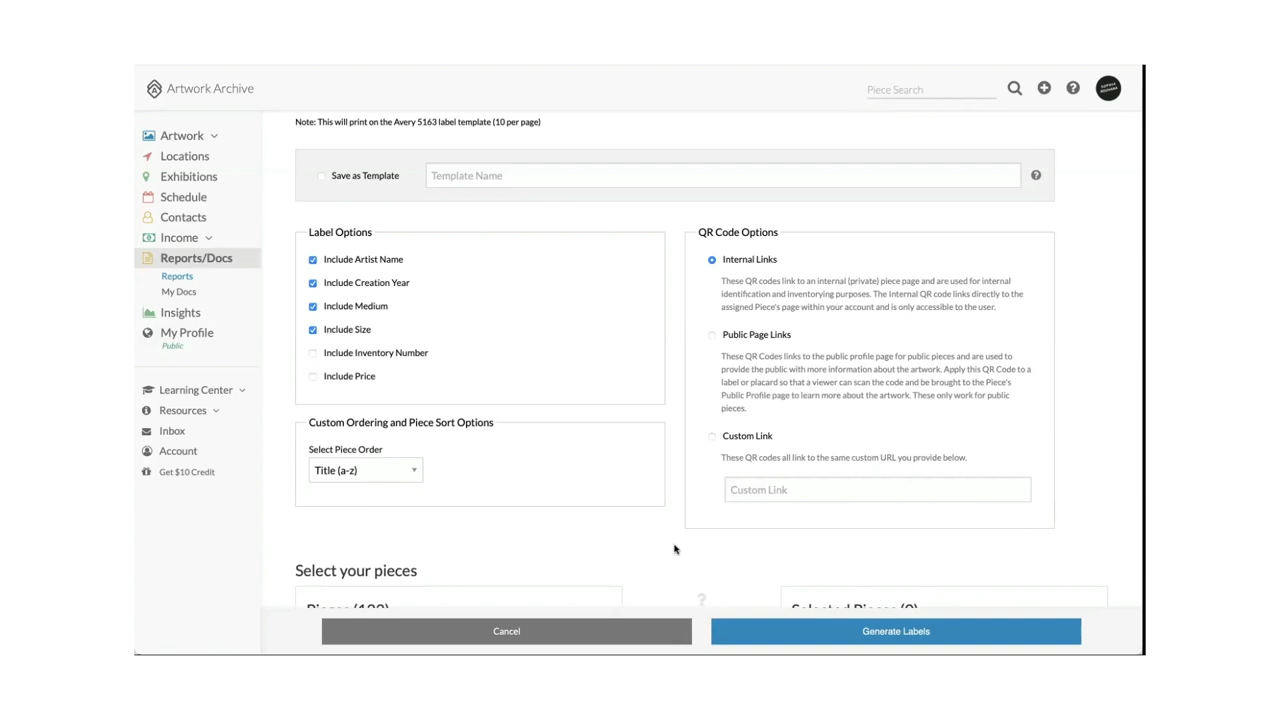 Artwork Archive
Piece Search
Artwork
Locations
Exhibitions
Schedule
Contacts
Income
Reports/Docs
Reports
My Docs
Insights
My Profile
Public
Learning Center
Resources
Inbox
Account
Get $10 Credit
Note: This will print on the Avery 5163 label template (10 per page)
Save as Template
Template Name
Label Options
Include Artist Name
Include Creation Year
Include Medium
Include Size
Include Inventory Number
Include Price
Custom Ordering and Piece Sort Options
Select Piece Order
Title (a-z)
QR Code Options
Internal Links
These QR codes link to an internal (private) piece page and are used for internal
identification and inventorying purposes. The Internal QR code links directly to the
assigned Piece's page within your account and is only accessible to the user.
Public Page Links
These QR Codes links to the public profile page for public pieces and are used to
provide the public with more information about the artwork. Apply this QR Code to a
label or placard so that a viewer can scan the code and be brought to the Piece's
Public Profile page to learn more about the artwork. These only work for public
pieces.
Custom Link
These QR codes all link to the same custom URL you provide below.
Custom Link
Select your pieces
?
Selected Pieces (0)
Cancel
Generate Labels